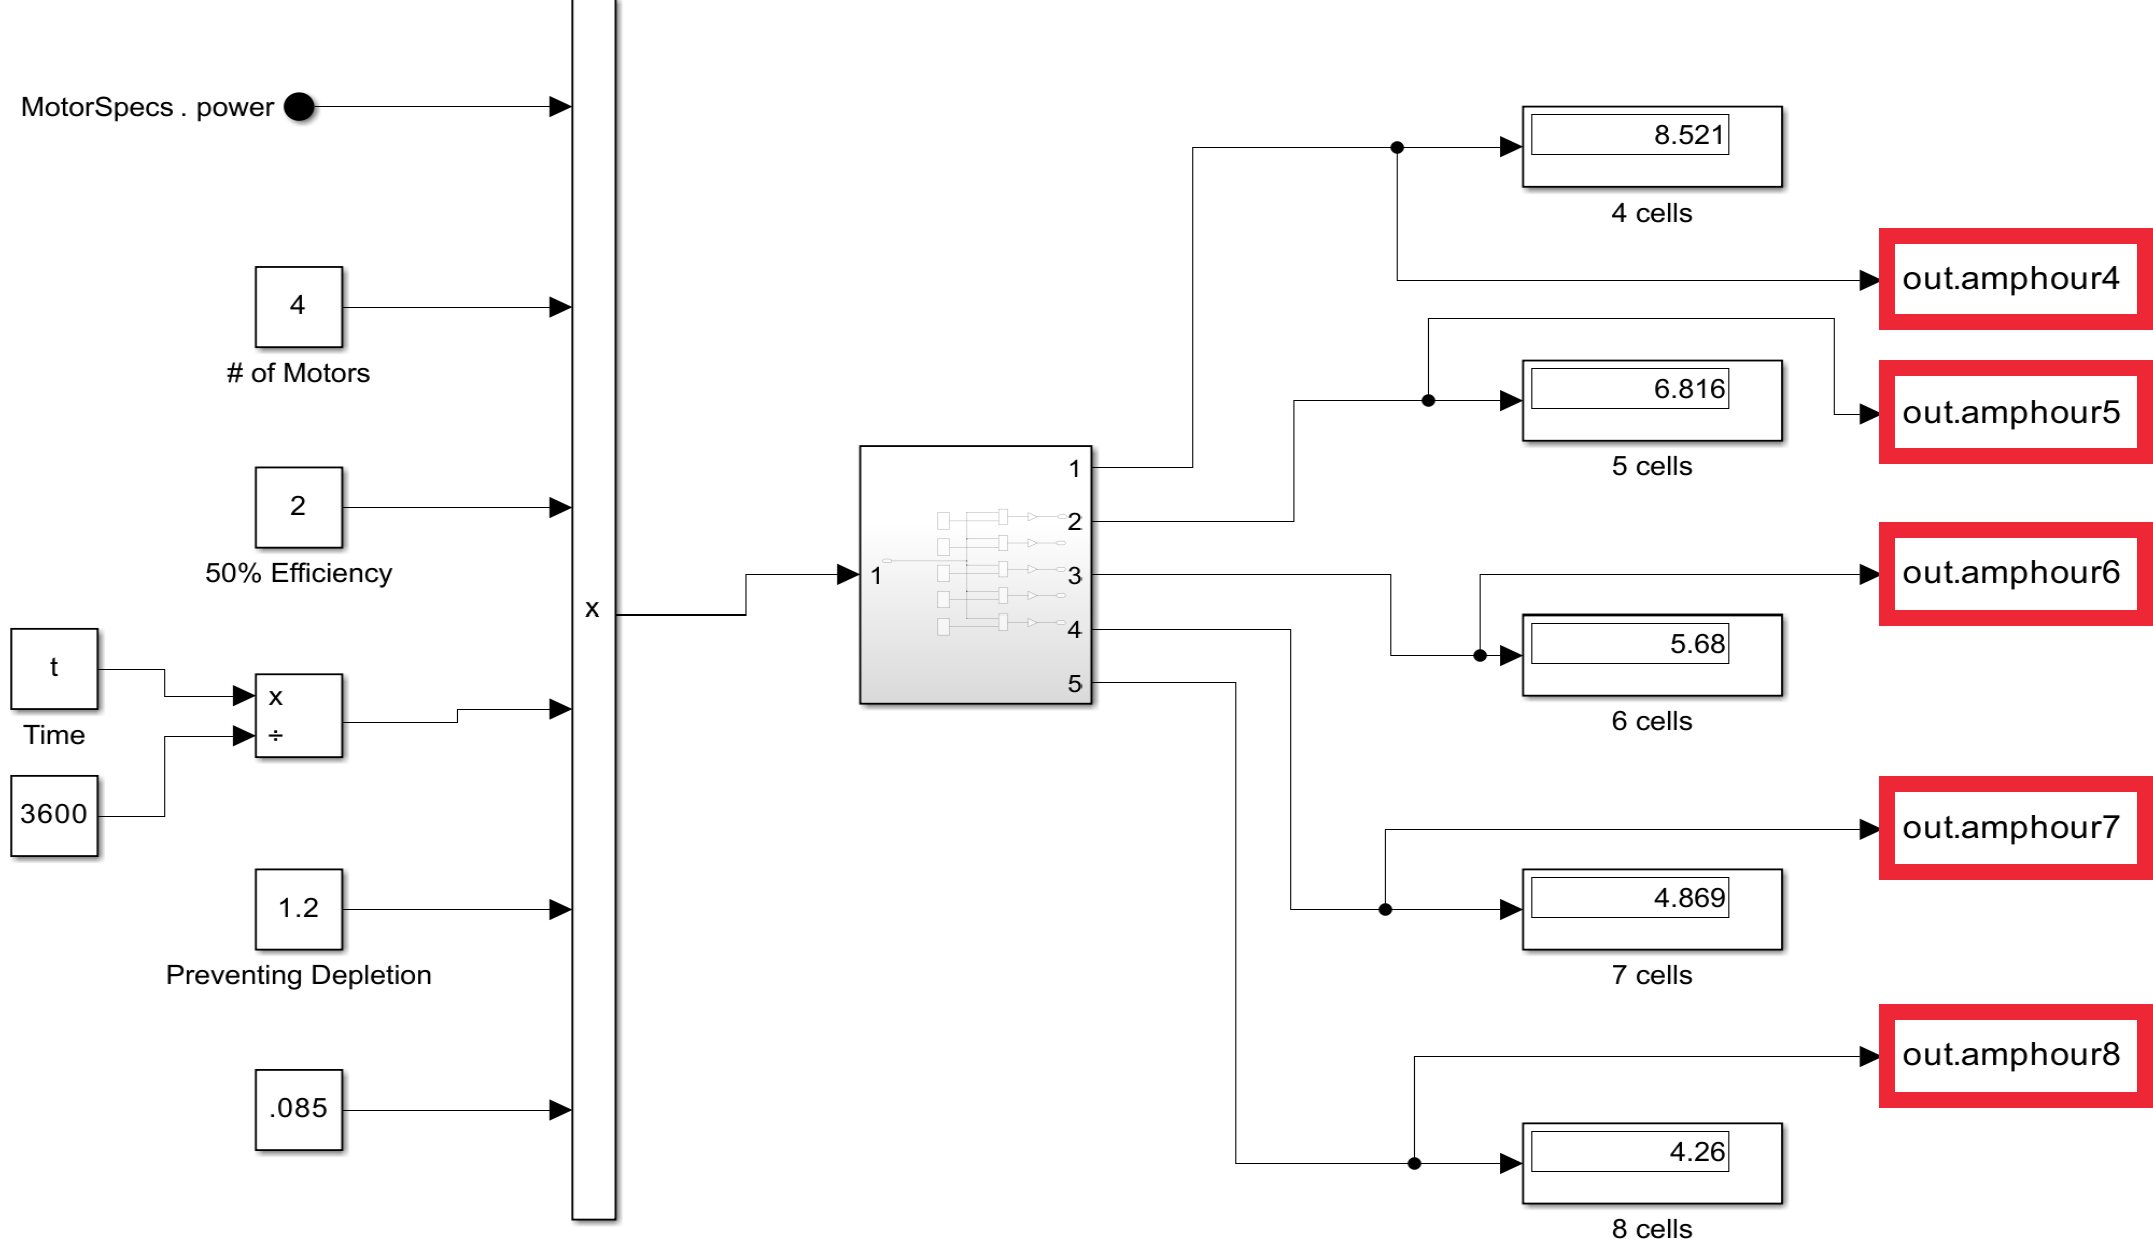 MotorSpecs . power
4
# of Motors
2
50% Efficiency
t
Time
x
÷
3600
1.2
Preventing Depletion
.085
x
1
1
2
3
4
5
8.521
4 cells
out.amphour4
6.816
5 cells
out.amphour5
out.amphour6
5.68
6 cells
out.amphour7
4.869
7 cells
out.amphour8
4.26
8 cells